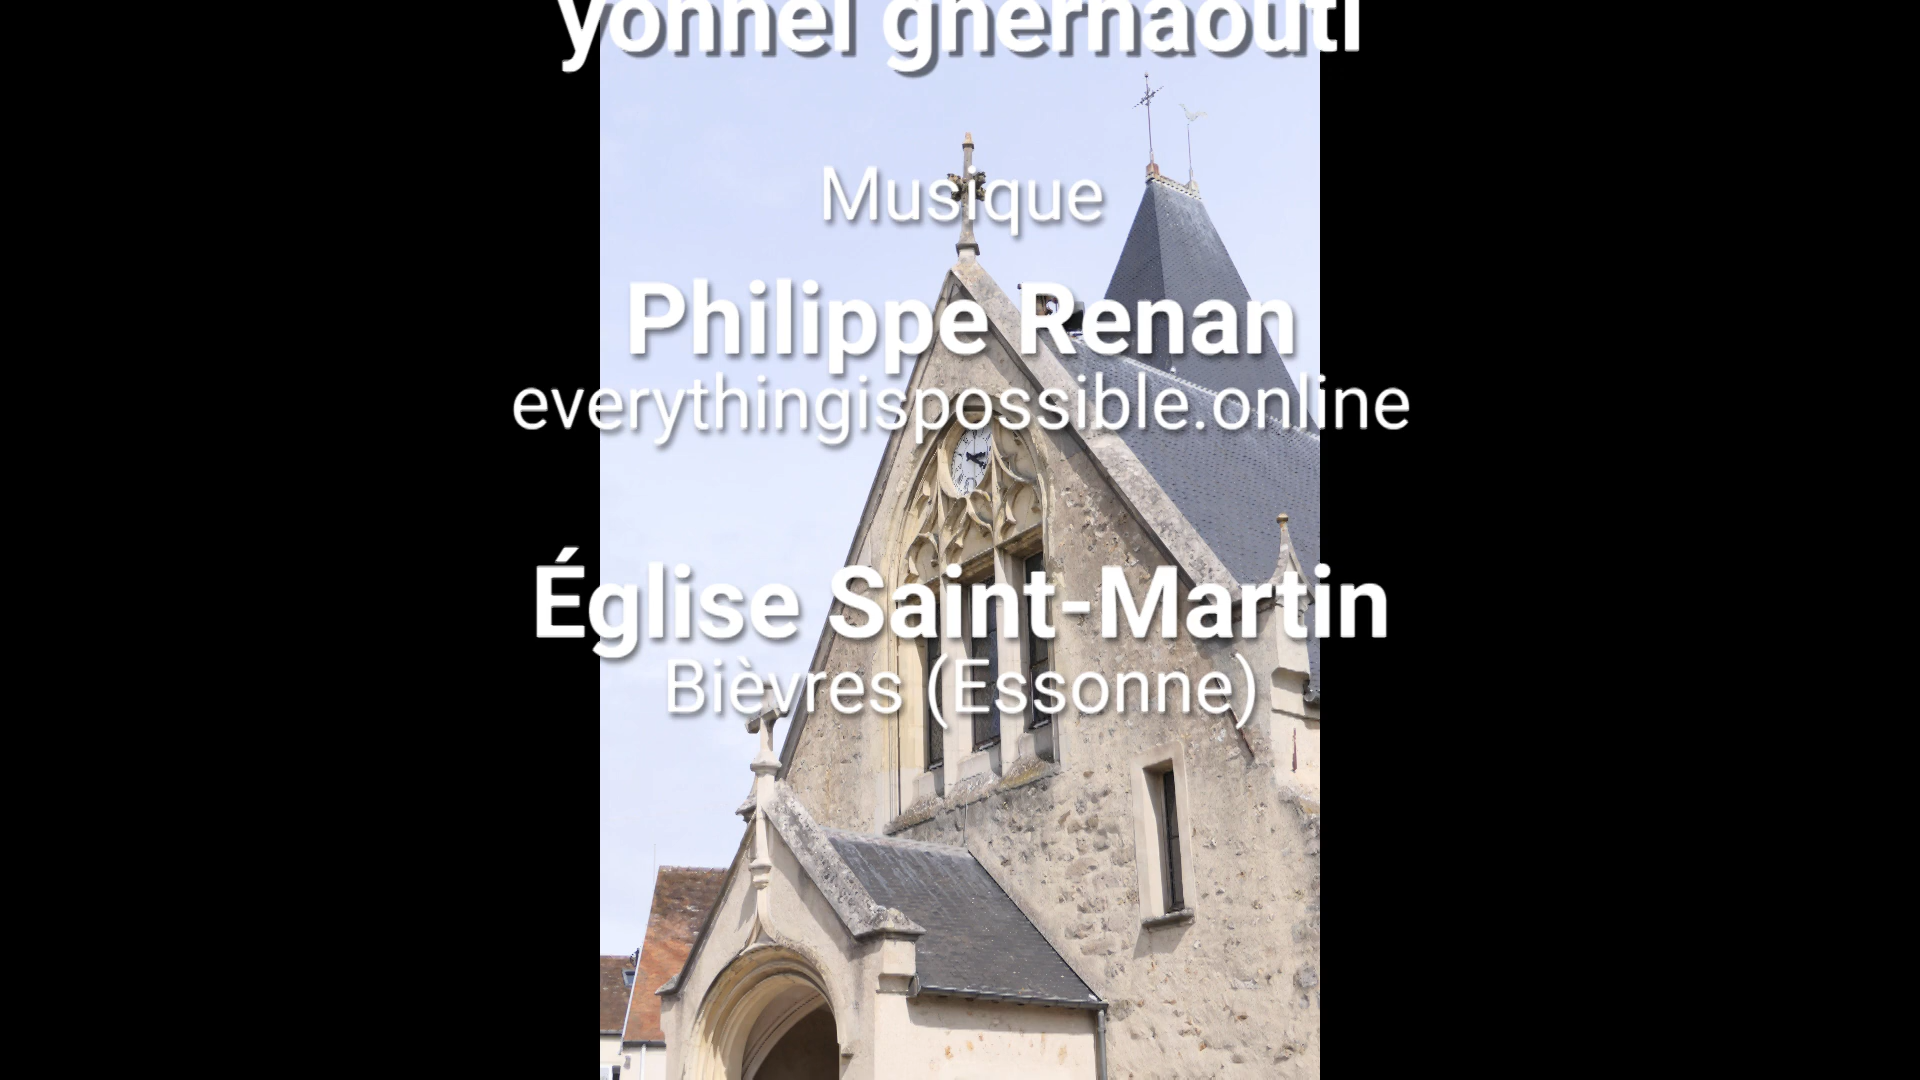 yonnel ghernaouti
Musique
Philippe Renan
everythingispossible.online
Église Saint-Martin
Bièvres (Essonne)